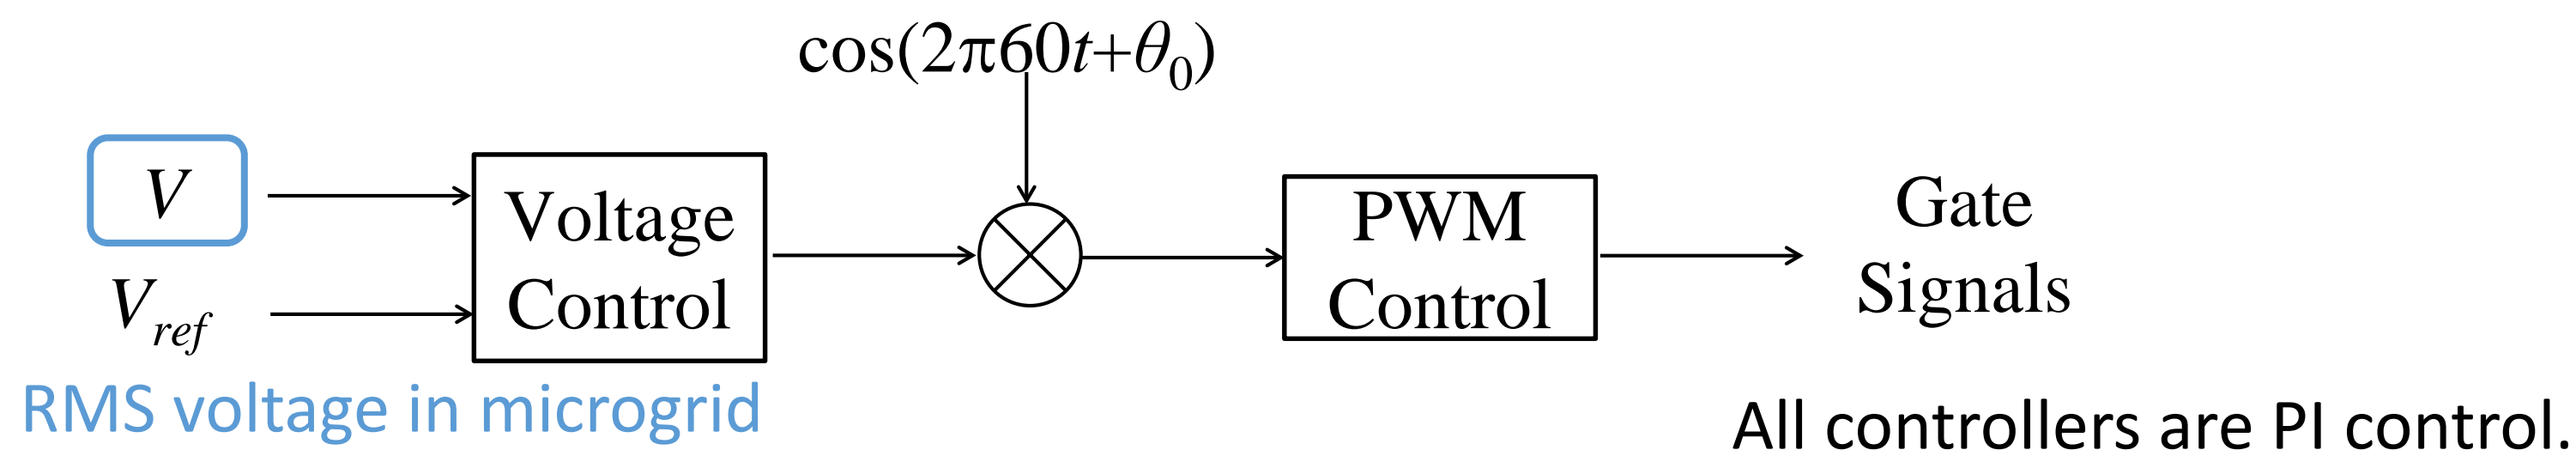 cos(2π60t+θ0)
V
Voltage
Control
PWM
Control
Gate
Signals
Vref
RMS voltage in microgrid
All controllers are PI control.